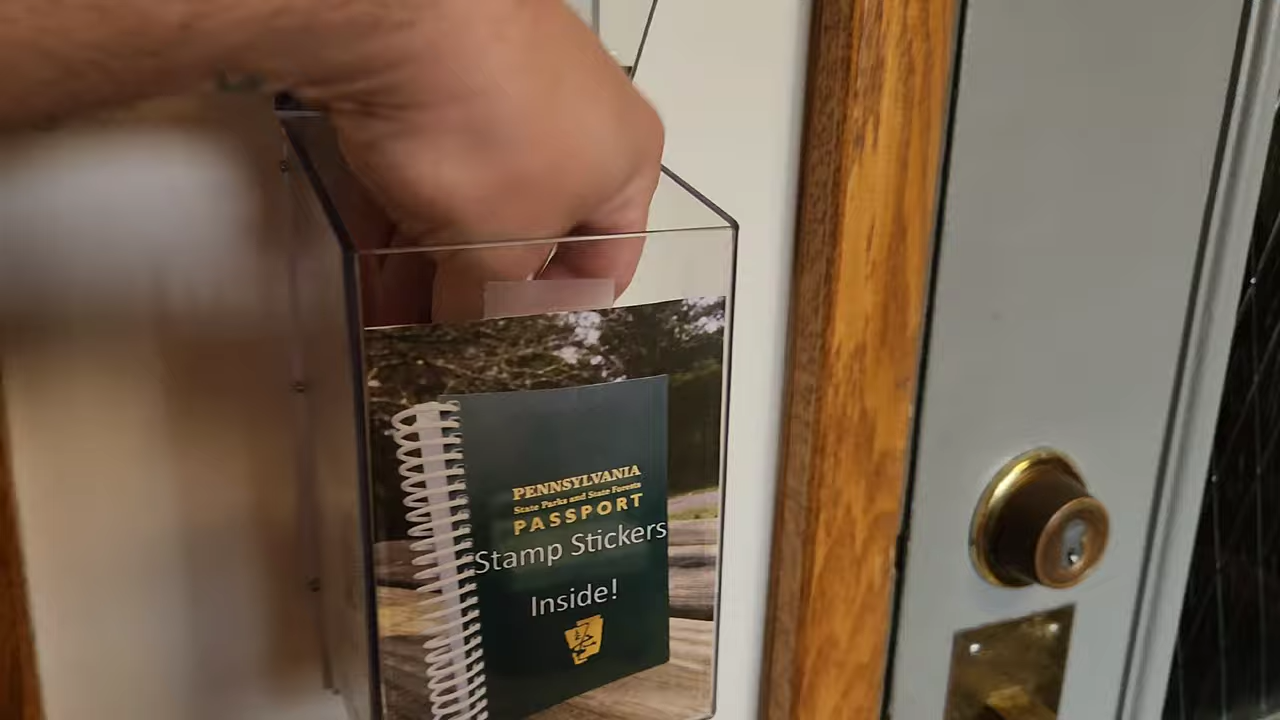 PENNSYLVANIA
State Parks and State Forests
PASSPORT
Stamp Stickers
Inside!